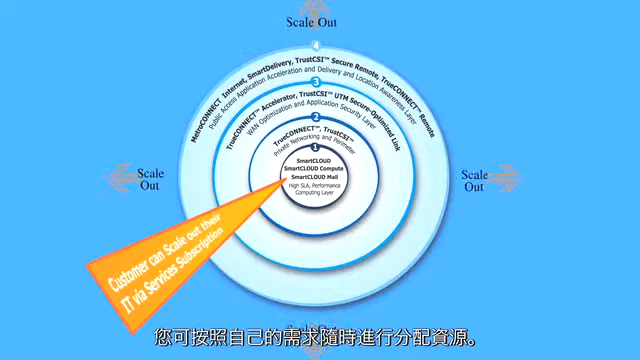 Scale Out
4
MetroCONNECT Internet, SmartDelivery, TrustCSI™ Secure Remote, TrueCONNECT™ Remote
Public Access Application Acceleration and Delivery and Location Awareness Layer
3
TrueCONNECT™ Accelerator, TrustCSI™ UTM Secure-Optimized Link
WAN Optimization and Application Security Layer
2
TrueCONNECT™, TrustCSI™
Private Networking and Perimeter
1
SmartCLOUD
SmartCLOUD Compute
SmartCLOUD Mail
High SLA, Performance
Computing Layer
Scale
Out
Scale
Out
Customer can Scale out their
IT via Services Subscription
您可按照自己的需求隨時進行分配資源。